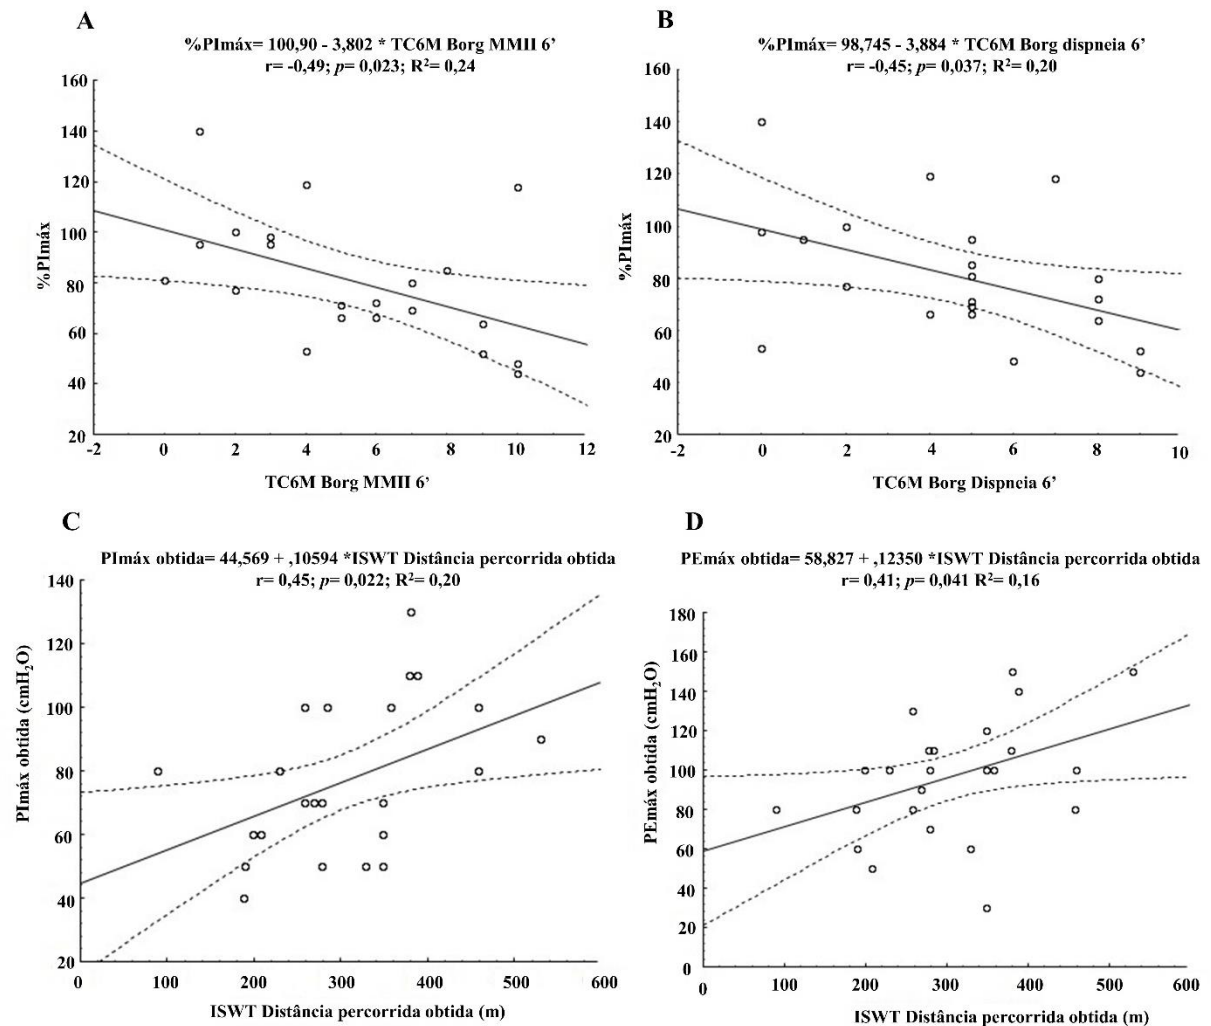 A
%PImáx= 100,90 - 3,802 * TC6M Borg MMII 6’
r= -0,49; p= 0,023; R²= 0,24
160
140
120
100
80
60
40
20
-2 0 2 4 6 8 10 12
%PImáx
TC6M Borg MMII 6’
B
%PImáx= 98,745 - 3,884 * TC6M Borg dispneia 6’
r= -0,45; p= 0,037; R²= 0,20
160
140
120
100
80
60
40
20
-2 0 2 4 6 8 10
%PImáx
TC6M Borg Dispneia 6’
C
PImáx obtida= 44,569 + ,10594 *ISWT Distância percorrida obtida
r= 0,45; p= 0,022; R²= 0,20
140
120
100
80
60
40
20
0 100 200 300 400 500 600
PImáx obtida (cmH₂O)
ISWT Distância percorrida obtida (m)
D
PEmáx obtida= 58,827 + ,12350 *ISWT Distância percorrida obtida
r= 0,41; p= 0,041 R²= 0,16
180
160
140
120
100
80
60
40
20
0
0 100 200 300 400 500 600
PEmáx obtida (cmH₂O)
ISWT Distância percorrida obtida (m)